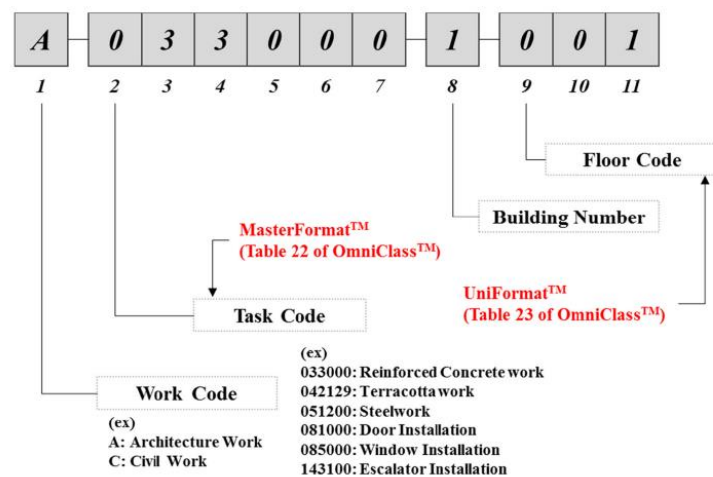 A 0 3 3 0 0 0 1 0 0 1
1 2 3 4 5 6 7 8 9 10 11
Floor Code
Building Number
MasterFormat™
(Table 22 of OmniClass™)
UniFormat™
(Table 23 of OmniClass™)
Task Code
(ex)
033000: Reinforced Concrete work
042129: Terracotta work
051200: Steelwork
081000: Door Installation
085000: Window Installation
143100: Escalator Installation
Work Code
(ex)
A: Architecture Work
C: Civil Work